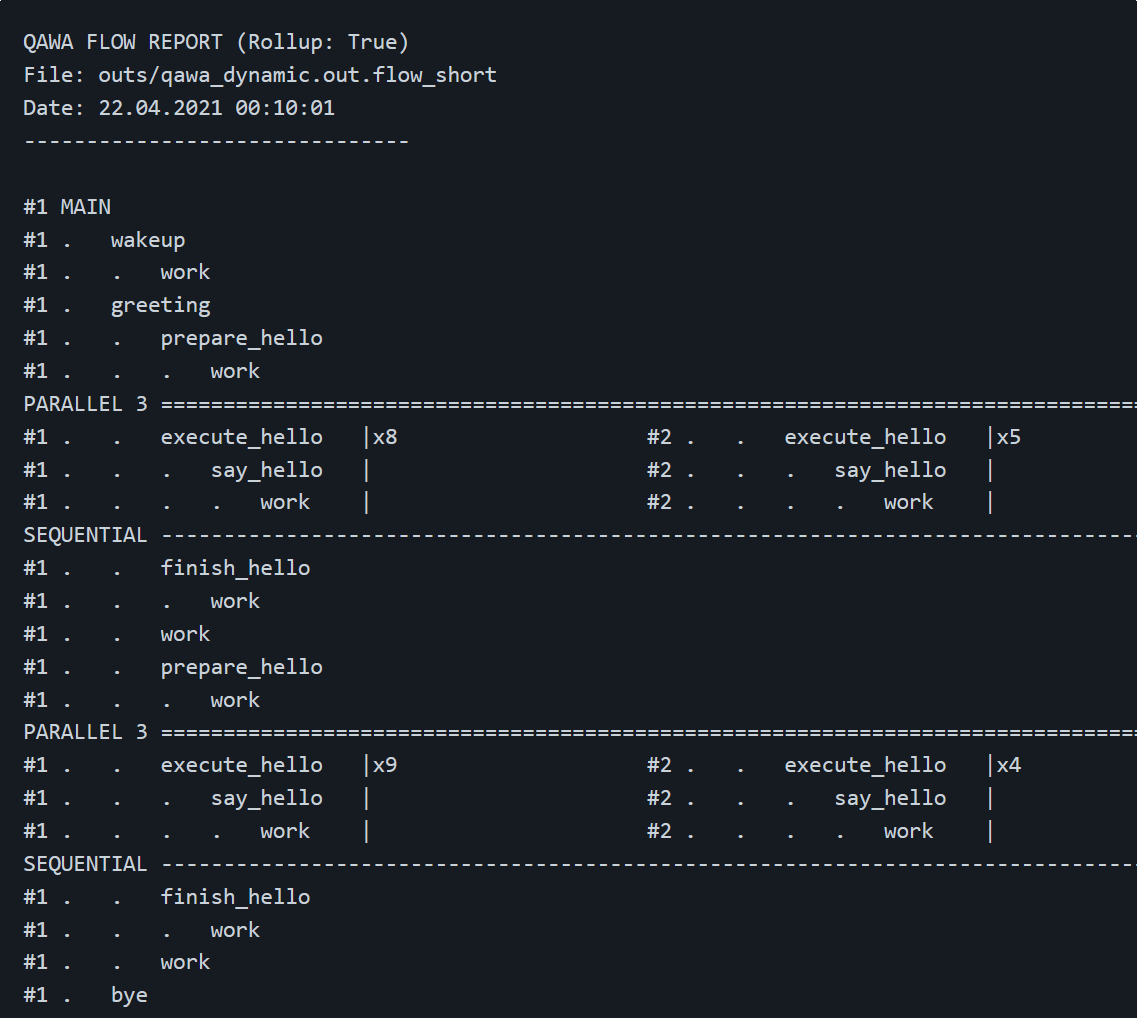 QAWA FLOW REPORT (Rollup: True)
File: outs/qawa_dynamic.out.flow_short
Date: 22.04.2021 00:10:01
-------------------------------

#1 MAIN
#1 .   wakeup
#1 .   .   work
#1 .   greeting
#1 .   .   prepare_hello
#1 .   .   .   work
PARALLEL 3 ==============================================================================
#1 .   .   execute_hello   |x8                    #2 .   .   execute_hello   |x5
#1 .   .   .   say_hello   |                      #2 .   .   .   say_hello   |
#1 .   .   .   .   work    |                      #2 .   .   .   .   work    |
SEQUENTIAL ------------------------------------------------------------------------------
#1 .   .   finish_hello
#1 .   .   .   work
#1 .   .   work
#1 .   .   prepare_hello
#1 .   .   .   work
PARALLEL 3 ==============================================================================
#1 .   .   execute_hello   |x9                    #2 .   .   execute_hello   |x4
#1 .   .   .   say_hello   |                      #2 .   .   .   say_hello   |
#1 .   .   .   .   work    |                      #2 .   .   .   .   work    |
SEQUENTIAL ------------------------------------------------------------------------------
#1 .   .   finish_hello
#1 .   .   .   work
#1 .   .   work
#1 .   bye